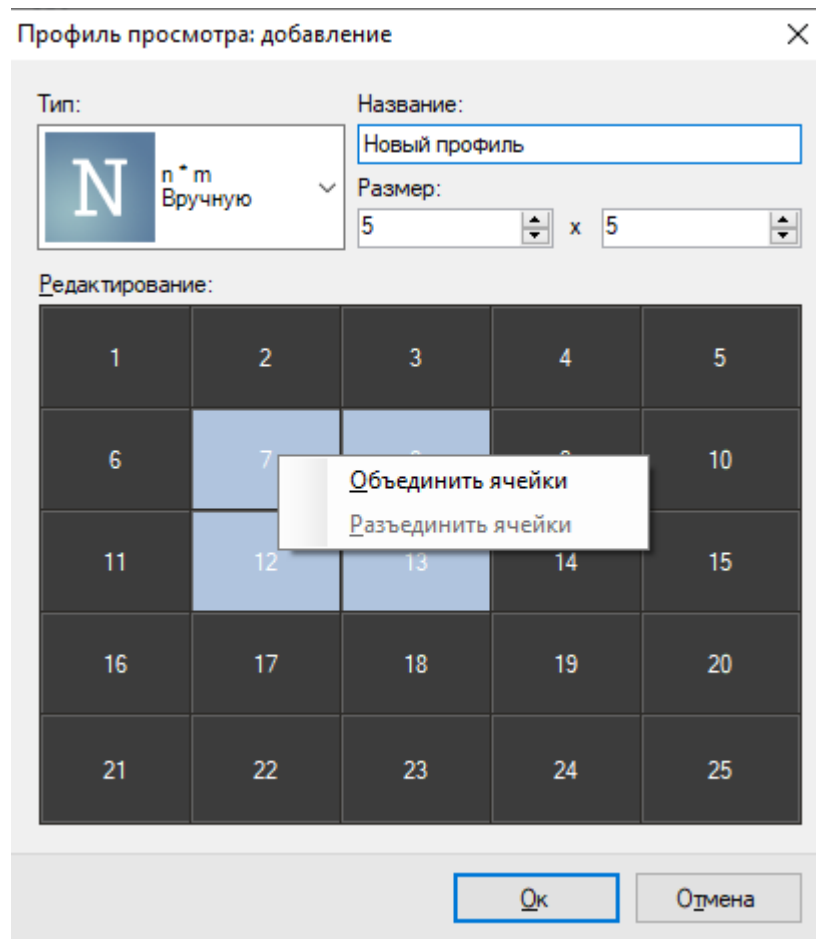 Профиль просмотра: добавление
Тип:
N
n * m
Вручную
Название:
Новый профиль
Размер:
5 x 5
Редактирование:
1 2 3 4 5
6 7 10
Объединить ячейки
Разъединить ячейки
11 12 13 14 15
16 17 18 19 20
21 22 23 24 25
Ок Отмена